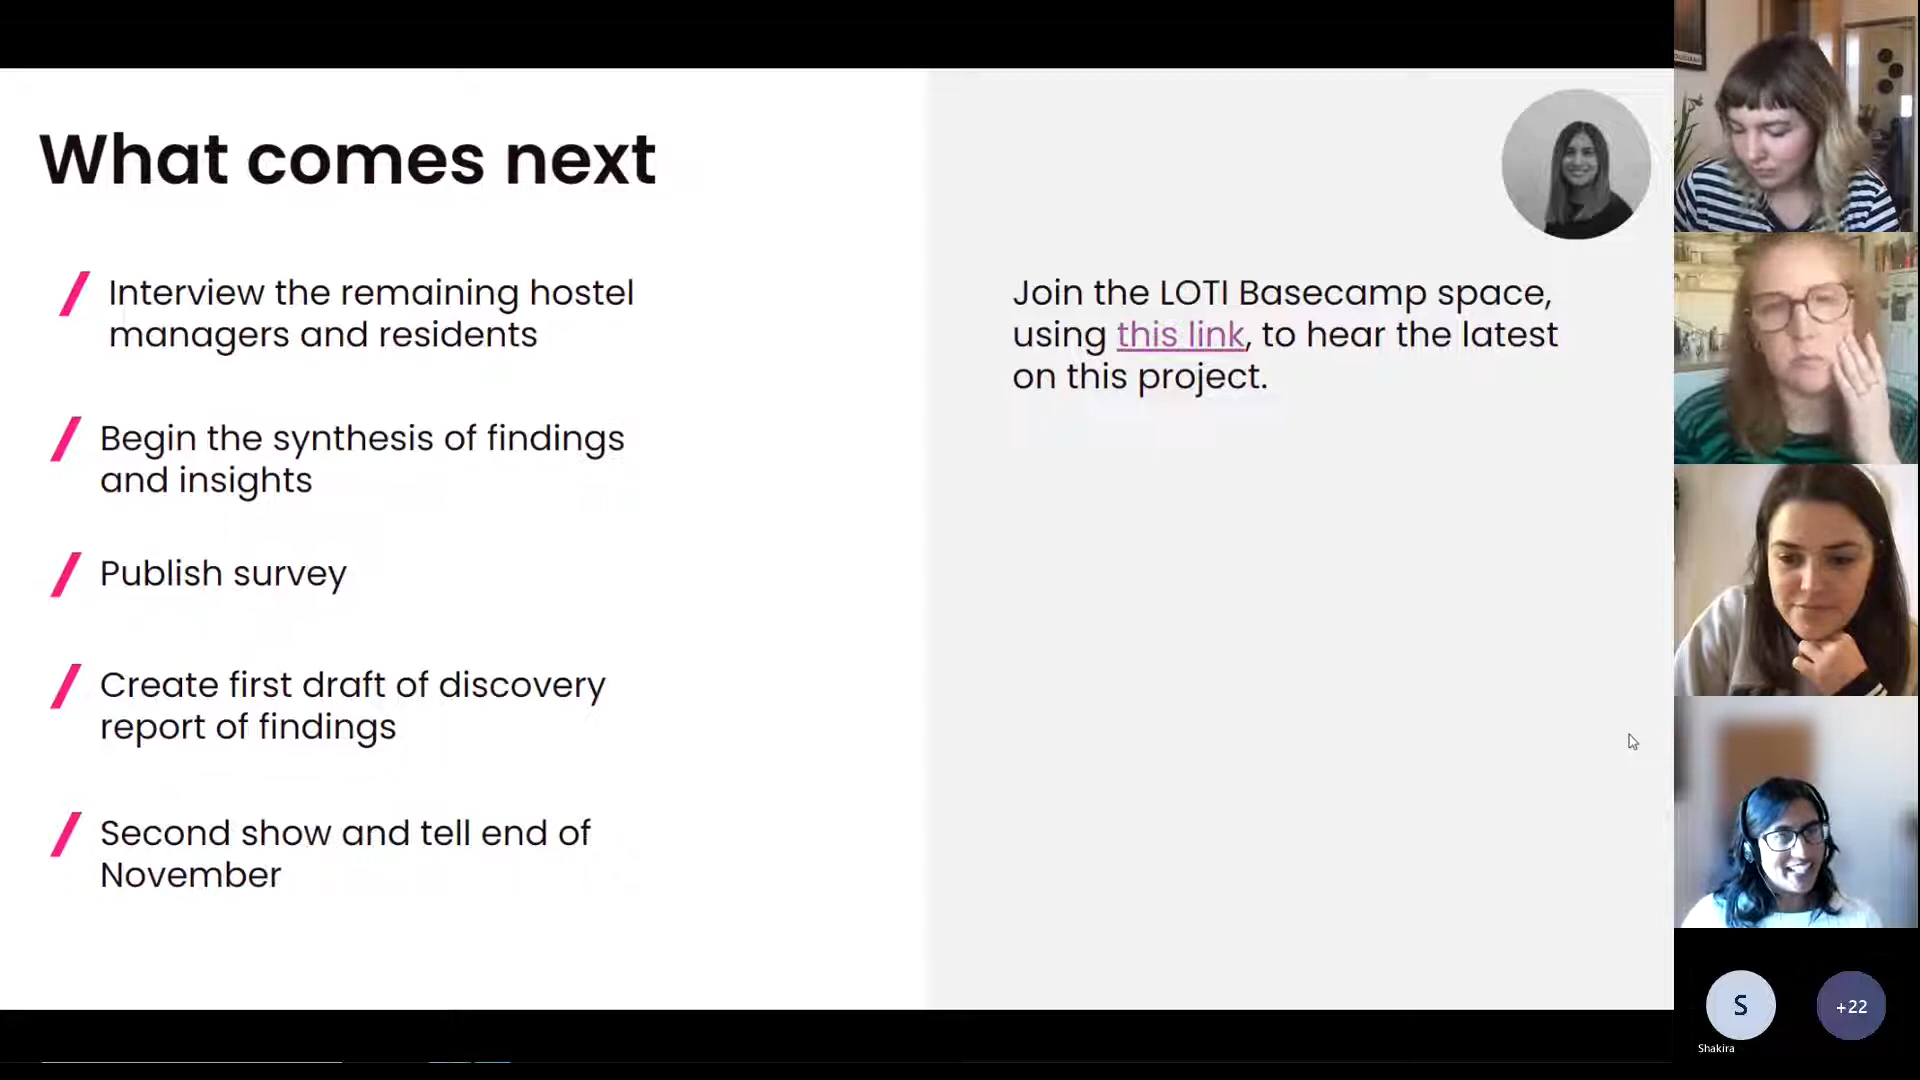 What comes next
Interview the remaining hostel
managers and residents
Begin the synthesis of findings
and insights
Publish survey
Create first draft of discovery
report of findings
Second show and tell end of
November
Join the LOTI Basecamp space,
using this link, to hear the latest
on this project.
S
+22
Shakira